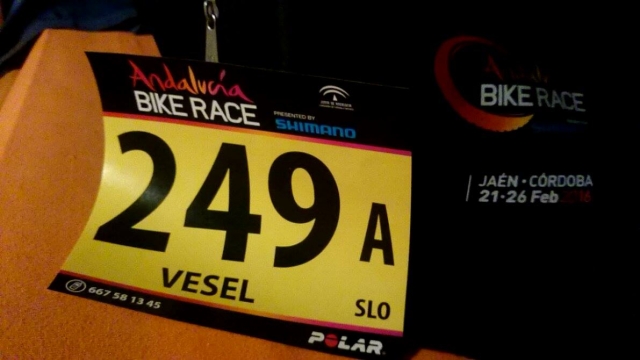 Andalucía
BIKE RACE
PRESENTED BY
SHIMANO
249 A
VESEL
SLO
667 58 13 45
POLAR
BIKE RACE
JAÉN · CÓRDOBA
21-26 Feb 2016